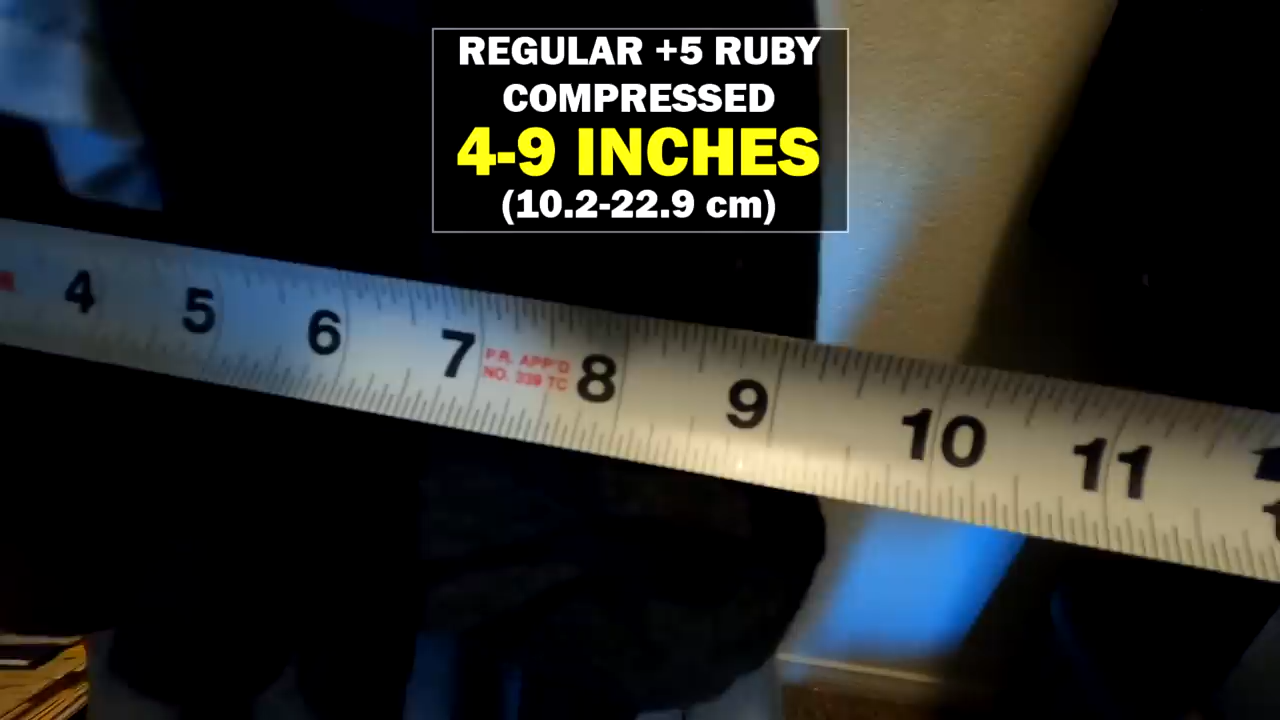 REGULAR +5 RUBY
COMPRESSED
4-9 INCHES
(10.2-22.9 cm)
4 5 6 7 8 9 10 11
P.R. APP'D
NO. 339 TC